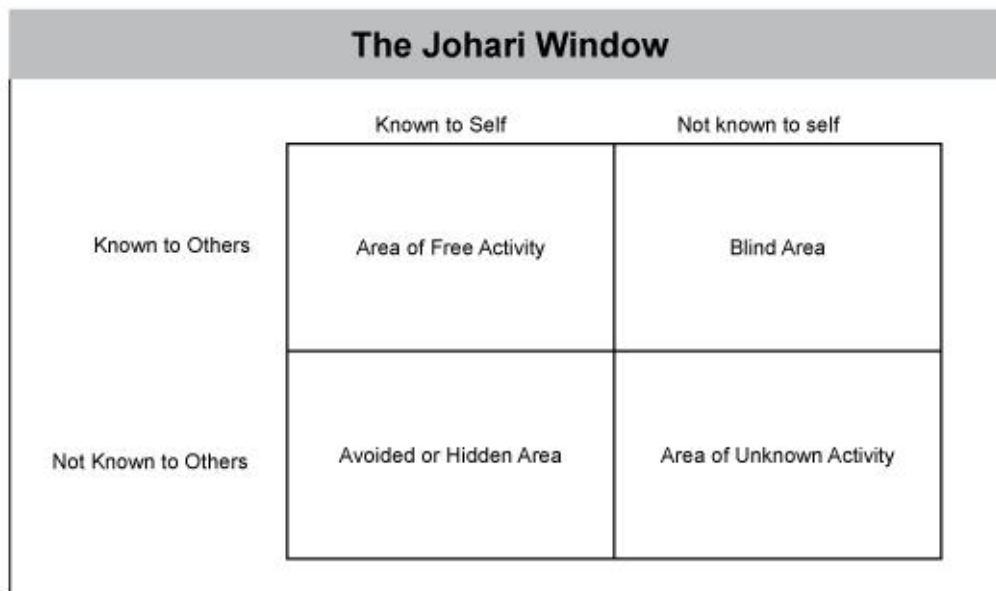 The Johari Window
Known to Self Not known to self
Known to Others Area of Free Activity Blind Area
Not Known to Others Avoided or Hidden Area Area of Unknown Activity